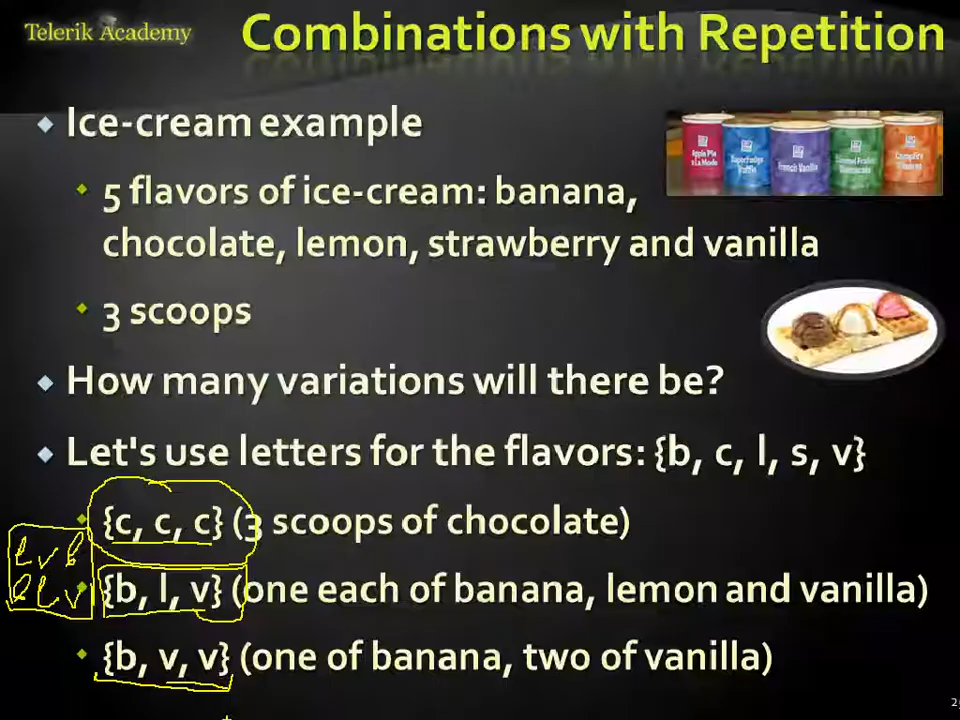 Telerik Academy
Combinations with Repetition
Ice-cream example
5 flavors of ice-cream: banana,
chocolate, lemon, strawberry and vanilla
3 scoops
How many variations will there be?
Let's use letters for the flavors: {b, c, l, s, v}
{c, c, c} (3 scoops of chocolate)
{b, l, v} (one each of banana, lemon and vanilla)
{b, v, v} (one of banana, two of vanilla)
French Vanilla